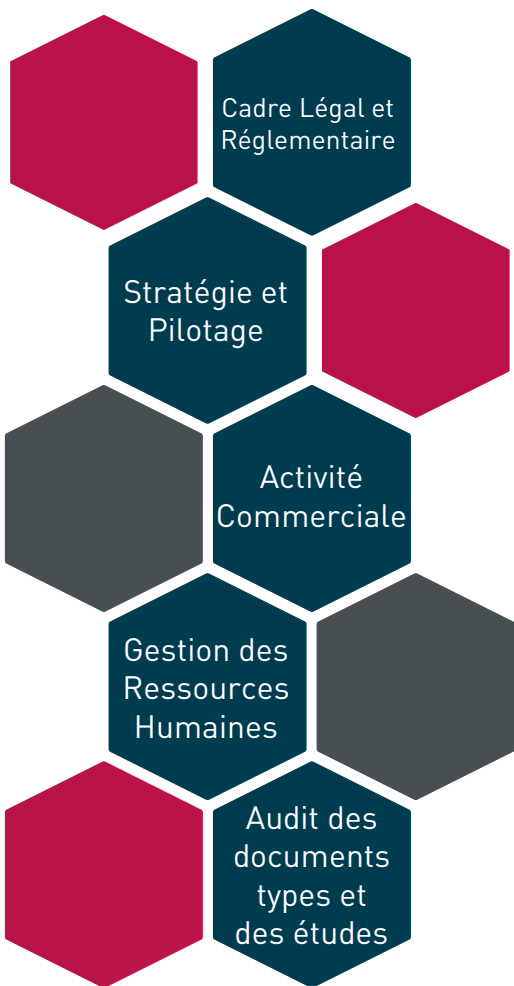 Cadre Légal et
Réglementaire
Stratégie et
Pilotage
Activité
Commerciale
Gestion des
Ressources
Humaines
Audit des
documents
types et
des études